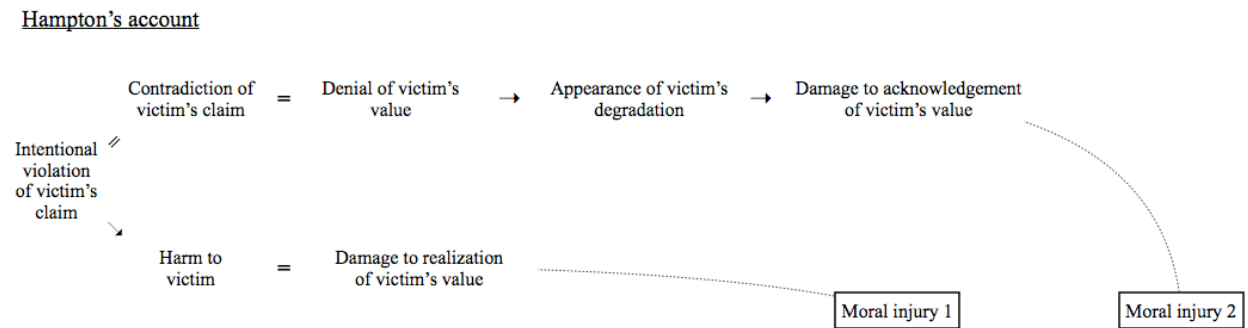 Hampton's account
Contradiction of
victim's claim
=
Denial of victim's
value
→
Appearance of victim's
degradation
→
Damage to acknowledgement
of victim's value
Intentional
violation
of victim's
claim
Harm to
victim
=
Damage to realization
of victim's value
Moral injury 1
Moral injury 2